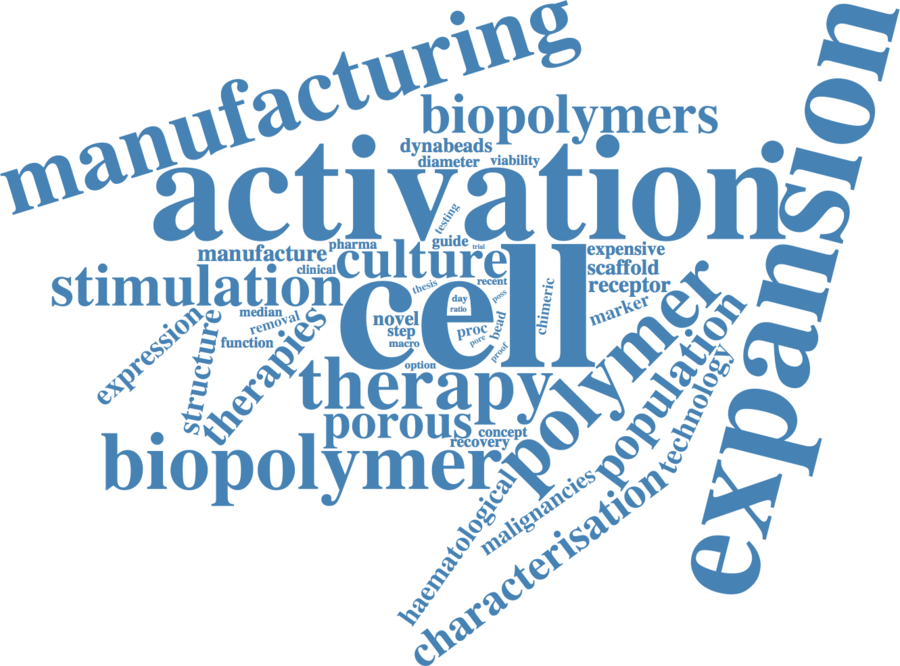 manufacturing
biopolymers
dynabeads
diameter viability
activation
expansion
testing
manufacture pharma guide trial expensive
clinical culture scaffold
stimulation thesis recent receptor
cell
day
ratio
poss
chimeric
marker
median
removal
function
novel
step
macro
proc
pore
bead
proof
option
expression
structure
therapies
therapy
polymer
population
technology
porous concept
recovery
biopolymer
haematological
malignancies
characterisation